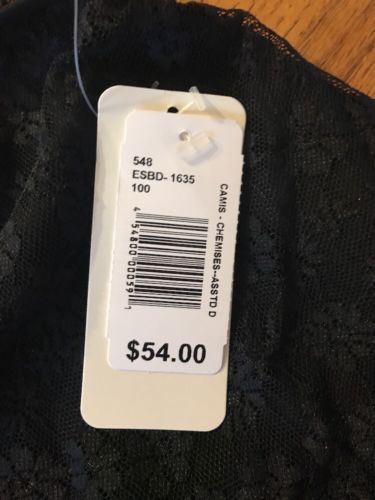 548
ESBD- 1635
100
CAMIS - CHEMISES--ASSTD D
4 54800 00059 1
$54.00